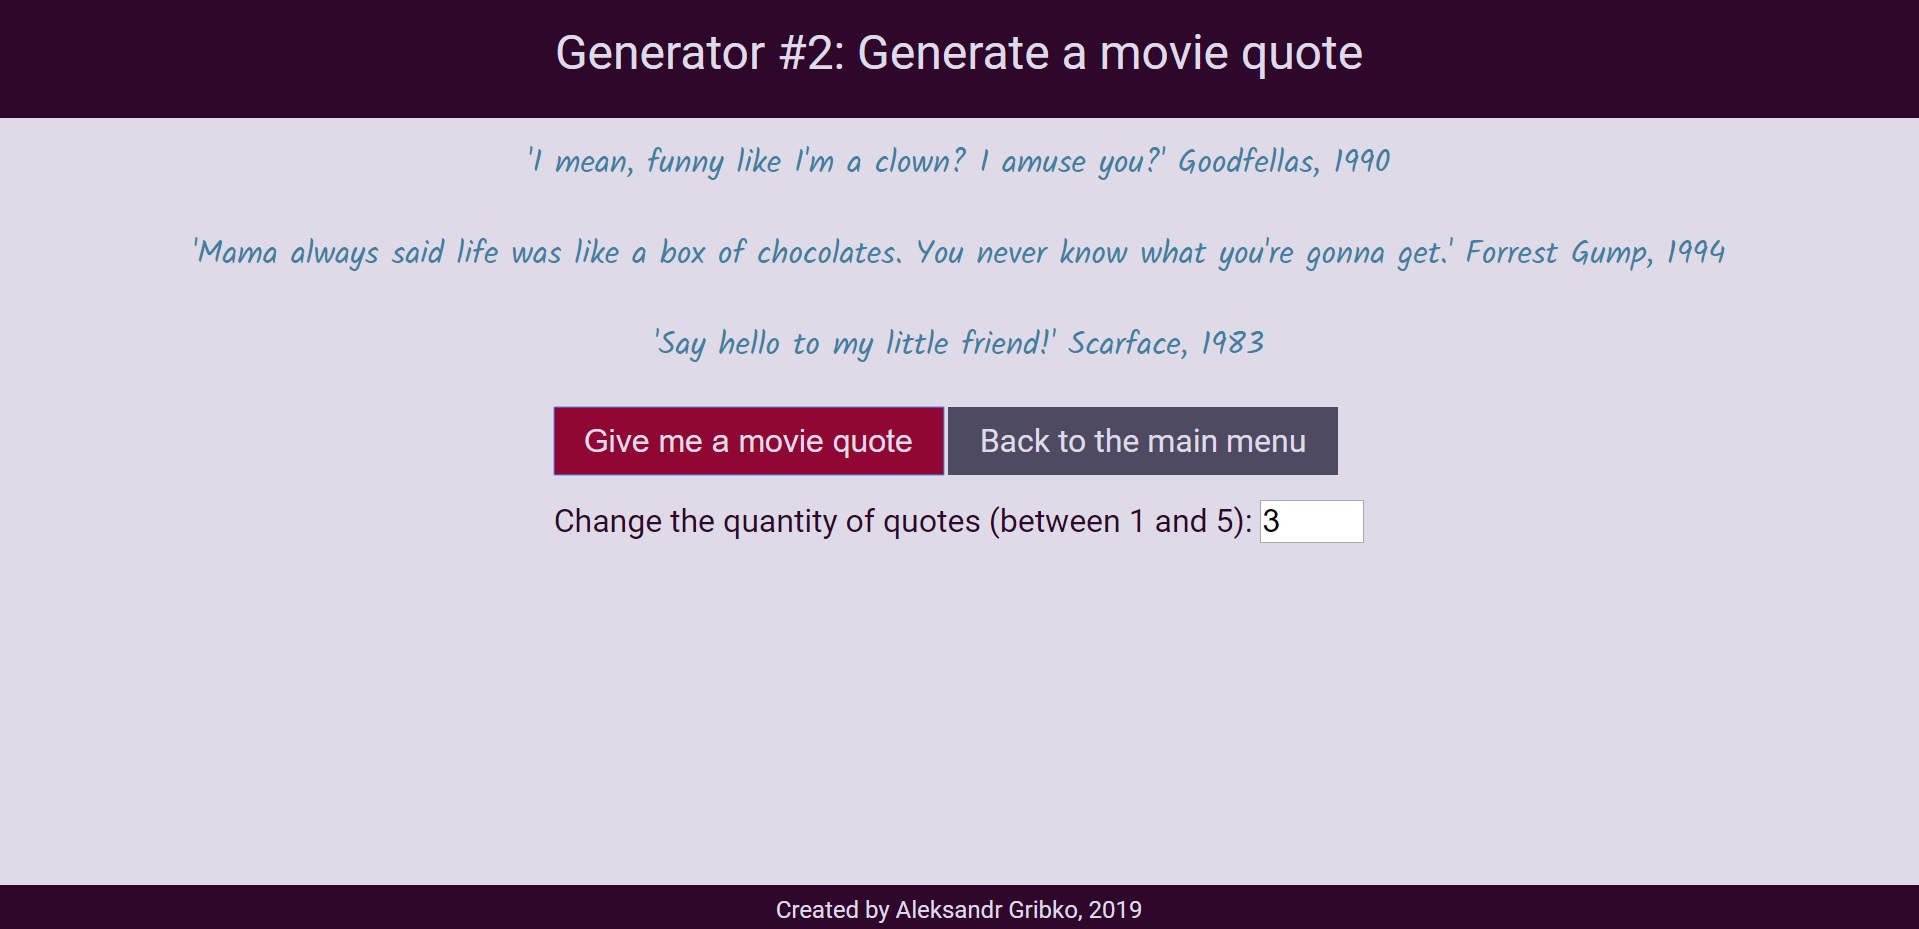 Generator #2: Generate a movie quote
'I mean, funny like I'm a clown? I amuse you?' Goodfellas, 1990
'Mama always said life was like a box of chocolates. You never know what you're gonna get.' Forrest Gump, 1994
'Say hello to my little friend!' Scarface, 1983
Give me a movie quote Back to the main menu
Change the quantity of quotes (between 1 and 5): 3
Created by Aleksandr Gribko, 2019